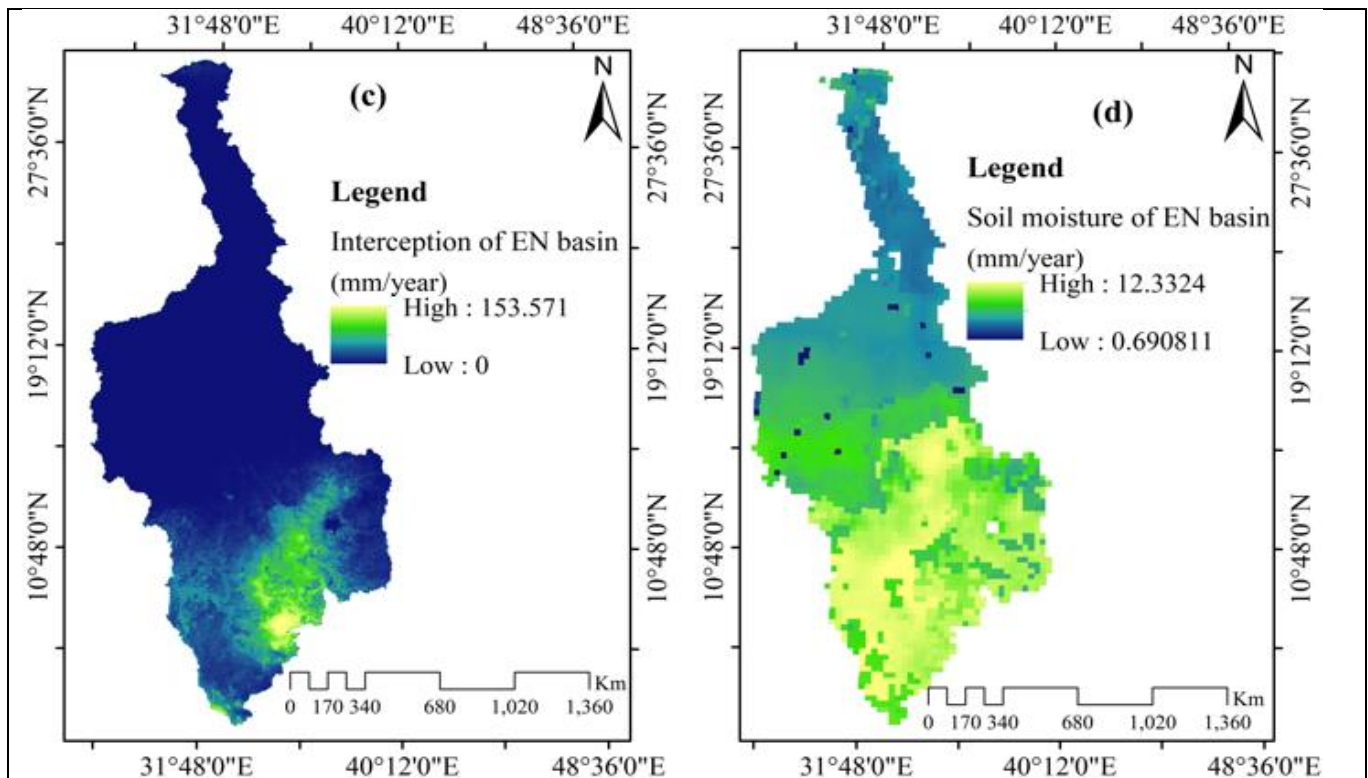 31°48'0"E 40°12'0"E 48°36'0"E
(c)
N
27°36'0"N
19°12'0"N
10°48'0"N
Legend
Interception of EN basin
(mm/year)
High : 153.571
Low : 0
Km
0 170 340 680 1,020 1,360
27°36'0"N
19°12'0"N
10°48'0"N
31°48'0"E 40°12'0"E 48°36'0"E
31°48'0"E 40°12'0"E 48°36'0"E
(d)
N
27°36'0"N
19°12'0"N
10°48'0"N
Legend
Soil moisture of EN basin
(mm/year)
High : 12.3324
Low : 0.690811
Km
0 170 340 680 1,020 1,360
27°36'0"N
19°12'0"N
10°48'0"N
31°48'0"E 40°12'0"E 48°36'0"E